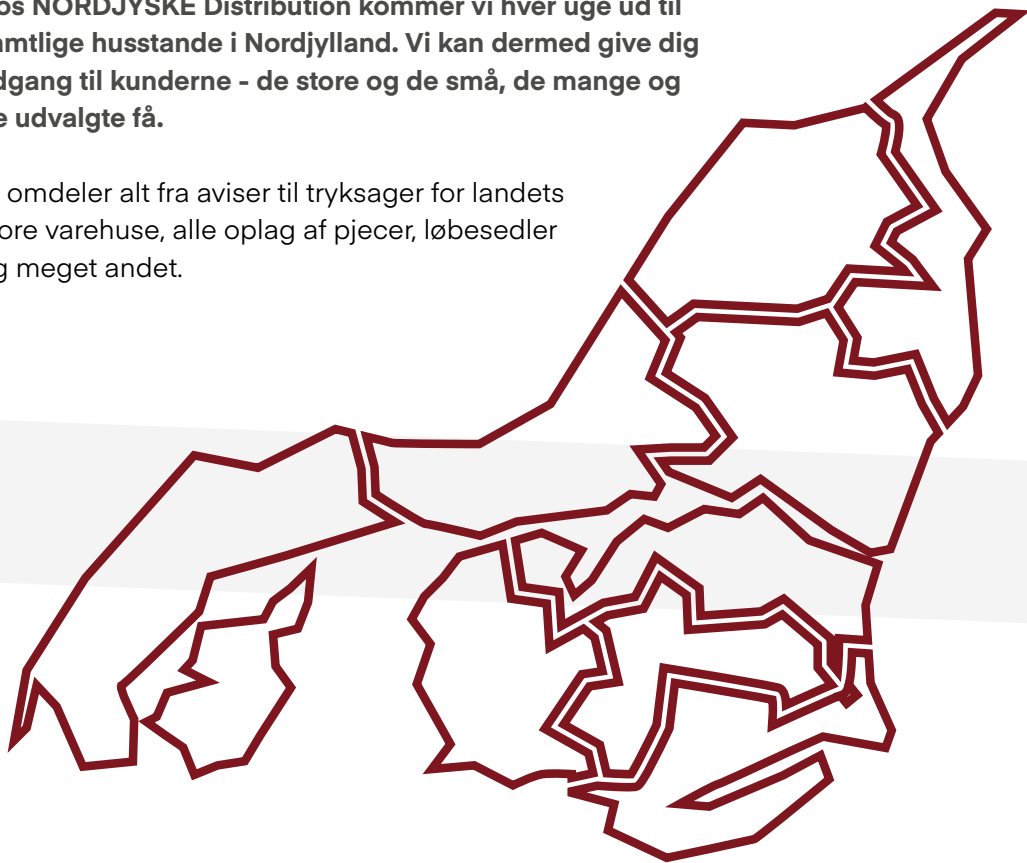 os NORDJYSKE Distribution kommer vi hver uge ud til
amtlige husstande i Nordjylland. Vi kan dermed give dig
dgang til kunderne - de store og de små, de mange og
e udvalgte få.
omdeler alt fra aviser til tryksager for landets
ore varehuse, alle oplag af pjecer, løbesedler
g meget andet.